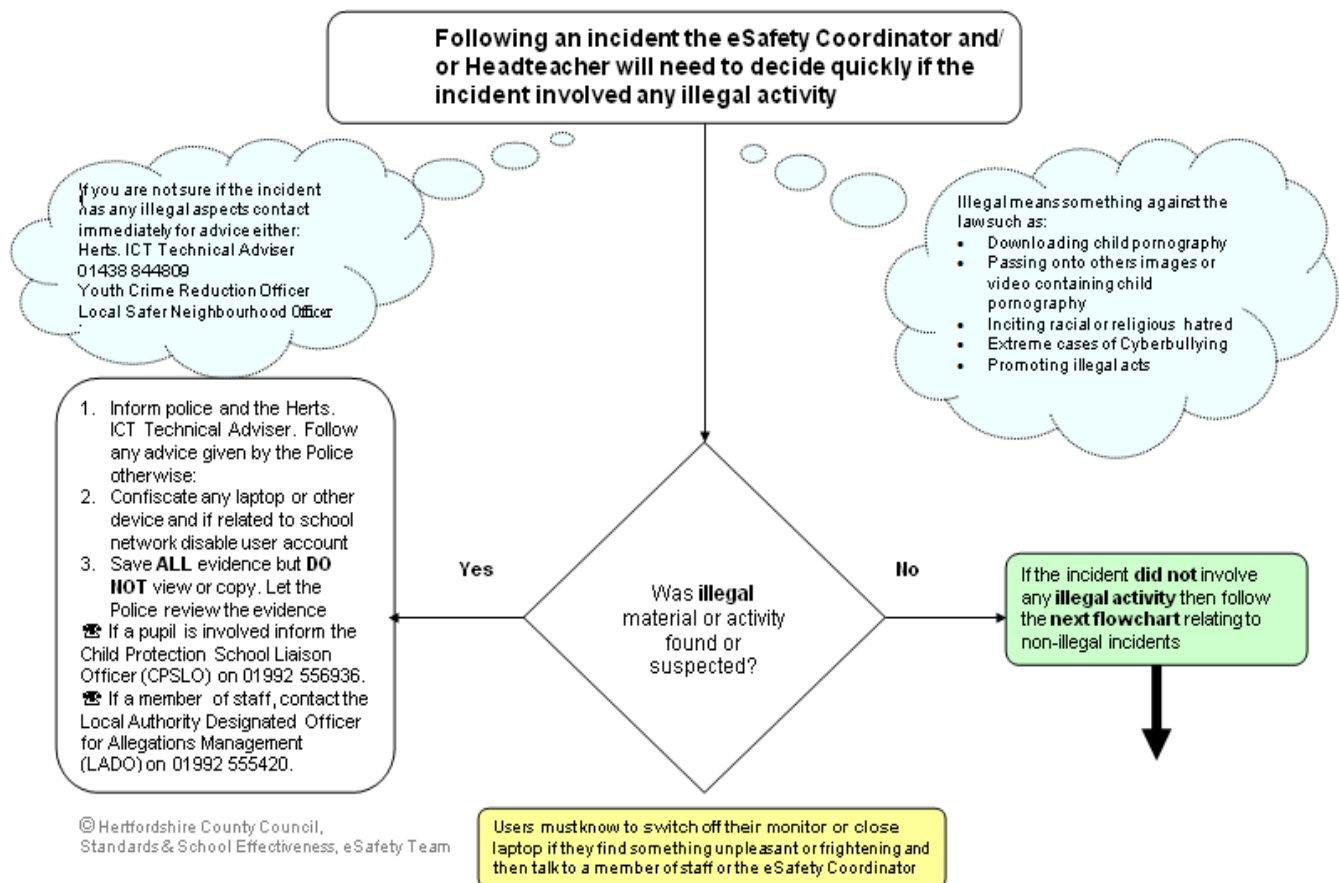 Following an incident the eSafety Coordinator and/
or Headteacher will need to decide quickly if the
incident involved any illegal activity
If you are not sure if the incident
has any illegal aspects contact
immediately for advice either:
Herts. ICT Technical Adviser
01438 844809
Youth Crime Reduction Officer
Local Safer Neighbourhood Officer
.
Illegal means something against the
law such as:
• Downloading child pornography
• Passing onto others images or
video containing child
pornography
• Inciting racial or religious hatred
• Extreme cases of Cyberbullying
• Promoting illegal acts
1. Inform police and the Herts.
ICT Technical Adviser. Follow
any advice given by the Police
otherwise:
2. Confiscate any laptop or other
device and if related to school
network disable user account
3. Save ALL evidence but DO
NOT view or copy. Let the
Police review the evidence
☎ If a pupil is involved inform the
Child Protection School Liaison
Officer (CPSLO) on 01992 556936.
☎ If a member of staff, contact the
Local Authority Designated Officer
for Allegations Management
(LADO) on 01992 555420.
Yes
Was illegal
material or activity
found or
suspected?
No
If the incident did not involve
any illegal activity then follow
the next flowchart relating to
non-illegal incidents
© Hertfordshire County Council,
Standards & School Effectiveness, eSafety Team
Users must know to switch off their monitor or close
laptop if they find something unpleasant or frightening and
then talk to a member of staff or the eSafety Coordinator